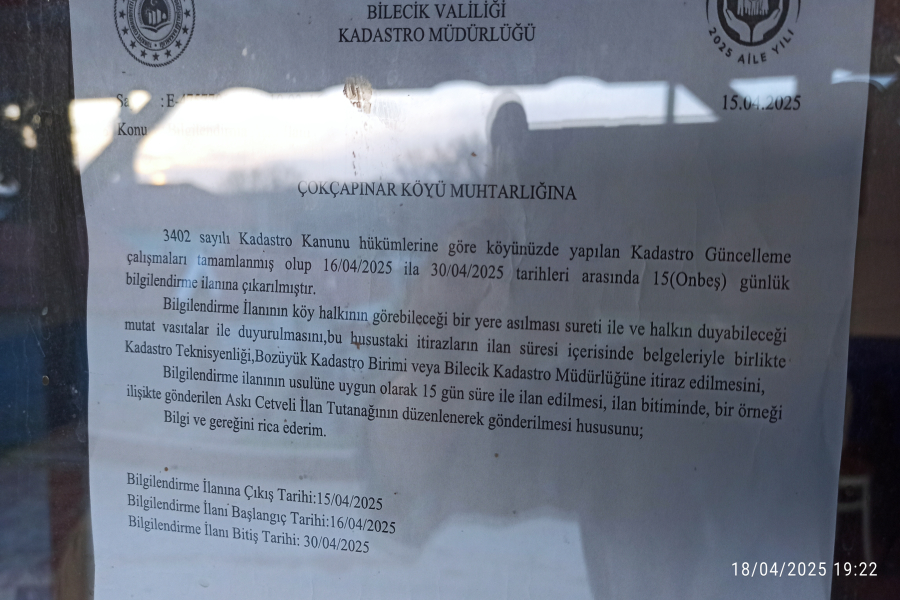 BİLECİK VALİLİĞİ
KADASTRO MÜDÜRLÜĞÜ
2025 AİLE YILI
: E-
15.04.2025
Konu
ÇOKÇAPINAR KÖYÜ MUHTARLIĞINA
3402 sayılı Kadastro Kanunu hükümlerine göre köyünüzde yapılan Kadastro Güncelleme
çalışmaları tamamlanmış olup 16/04/2025 ila 30/04/2025 tarihleri arasında 15(Onbeş) günlük
bilgilendirme ilanına çıkarılmıştır.
Bilgilendirme İlanının köy halkının görebileceği bir yere asılması sureti ile ve halkın duyabileceği
mutat vasıtalar ile duyurulmasını,bu husustaki itirazların ilan süresi içerisinde belgeleriyle birlikte
Kadastro Teknisyenliği,Bozüyük Kadastro Birimi veya Bilecik Kadastro Müdürlüğüne itiraz edilmesini,
Bilgilendirme ilanının usulüne uygun olarak 15 gün süre ile ilan edilmesi, ilan bitiminde, bir örneği
ilişikte gönderilen Askı Cetveli İlan Tutanağının düzenlenerek gönderilmesi hususunu;
Bilgi ve gereğini rica ederim.
Bilgilendirme İlanına Çıkış Tarihi:15/04/2025
Bilgilendirme İlanı Başlangıç Tarihi:16/04/2025
Bilgilendirme İlanı Bitiş Tarihi: 30/04/2025
18/04/2025 19:22